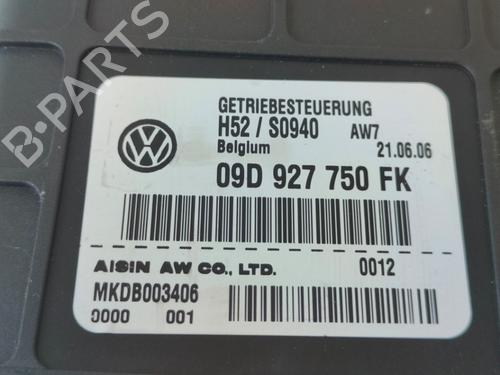 B-PARTS
GETRIEBESTEUERUNG
H52 / S0940 AW7
Belgium 21.06.06
09D 927 750 FK
AISIN AW CO., LTD. 0012
MKDB003406
0000 001